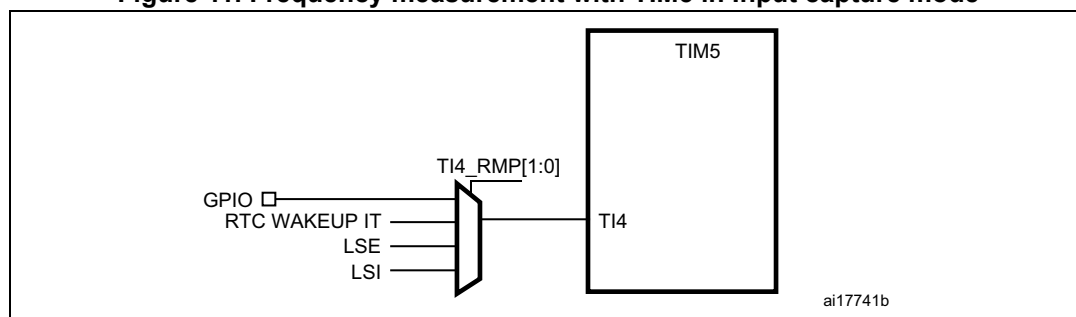 Figure 11. Frequency measurement with TIM5 in Input capture mode
TIM5
TI4_RMP[1:0]
GPIO
RTC WAKEUP IT
TI4
LSE
LSI
ai17741b